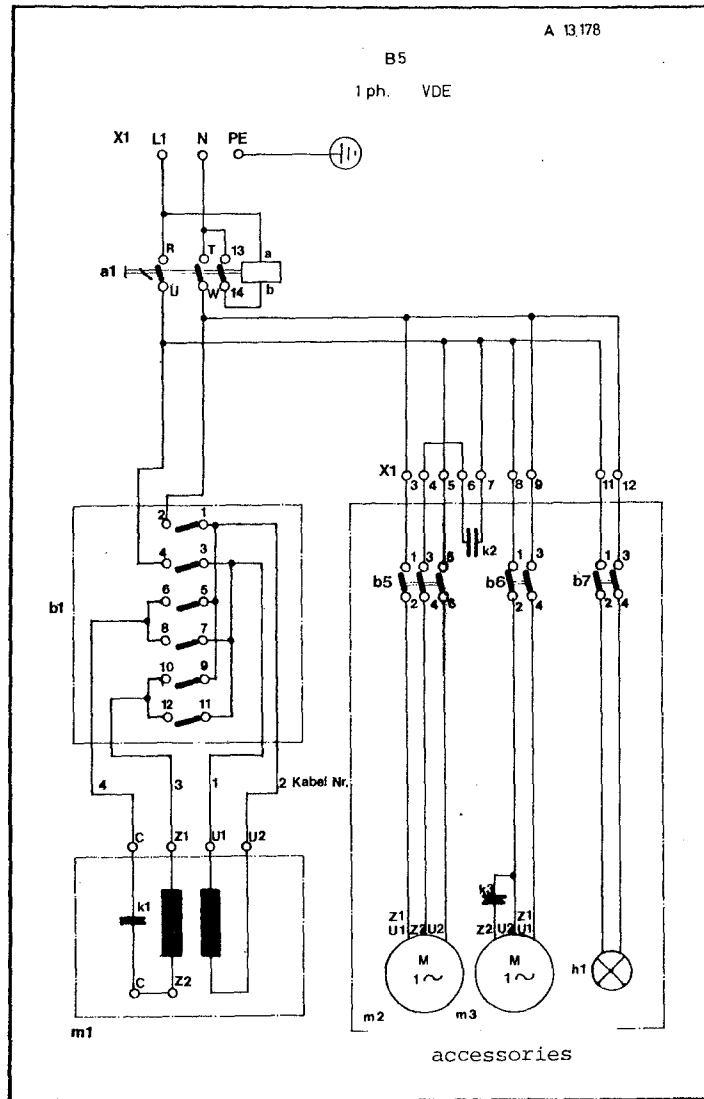 A 13.178
B5
1 ph. VDE
X1 L1 N PE
R T 13 a
a1
U W 14 b
X1
3 4 5 6 7 8 9 11 12
k2
2 1
4 3
6 5
b1
8 7
10 9
12 11
1 3 5 1 3 1 3
b5 b6 b7
2 4 6 2 4 2 4
4 3 1 2 Kabel Nr.
C Z1 U1 U2
k1
C Z2
m1
k3
Z1 Z1
U1 Z2 U2 Z2 U2 U1
M M
1~ 1~ h1
m2 m3
accessories